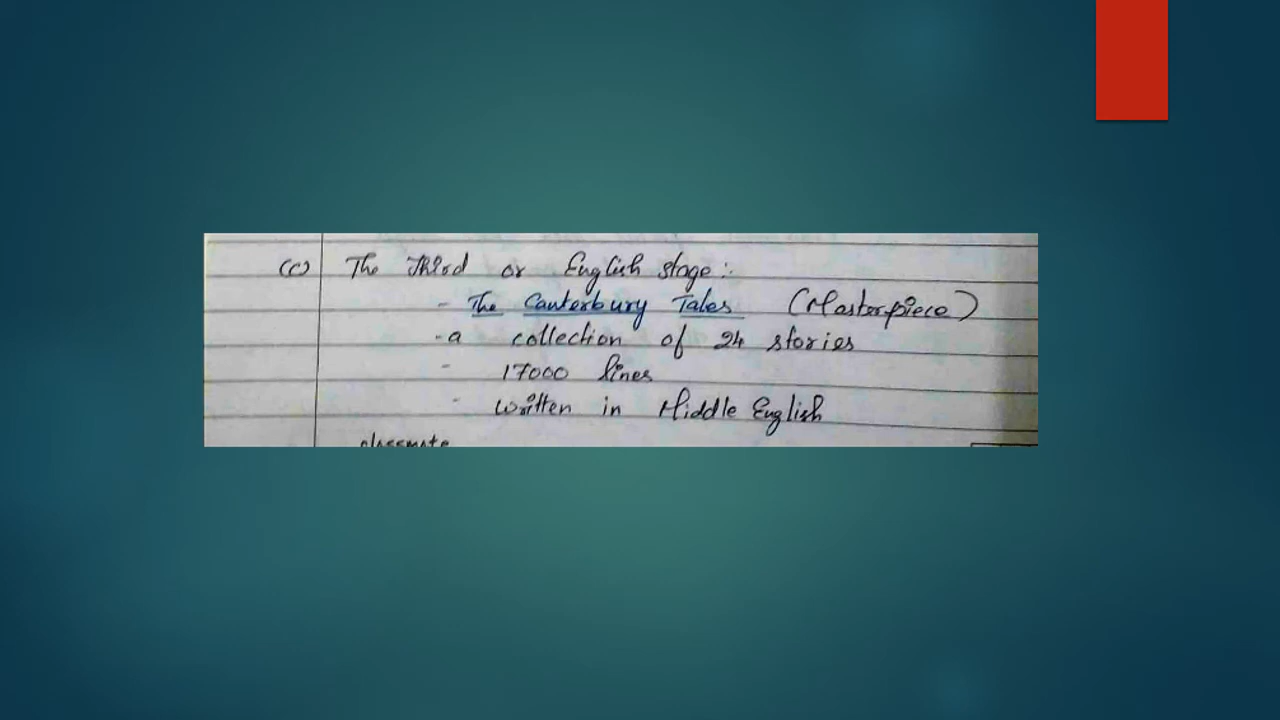 (c) The Third or English stage :-
- The Canterbury Tales (Masterpiece)
- a collection of 24 stories
- 17000 lines
- written in Middle English
classmate